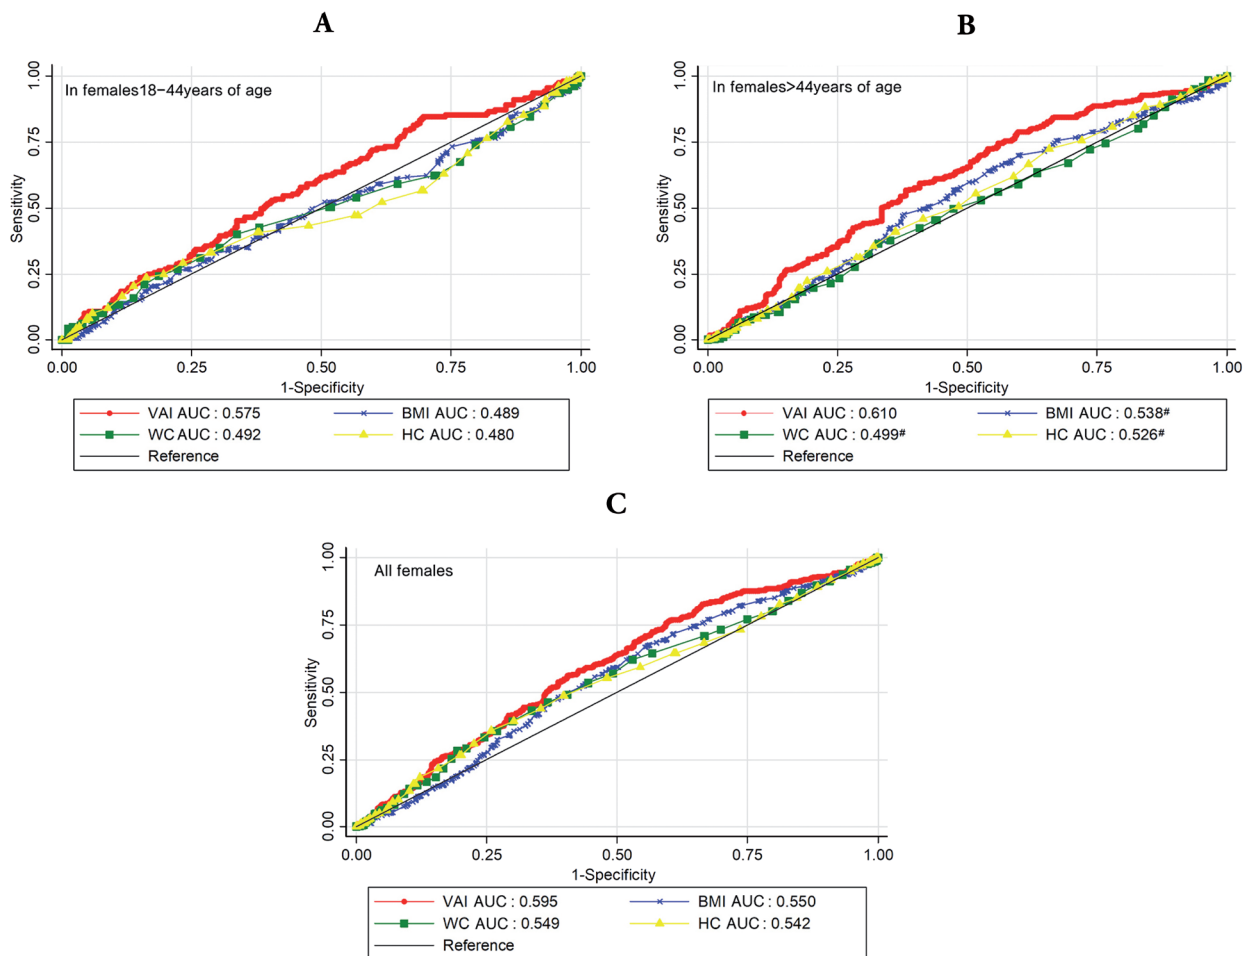 A
In females18-44years of age
1.00
0.75
0.50
0.25
0.00
Sensitivity
0.00 0.25 0.50 0.75 1.00
1-Specificity
VAI AUC : 0.575 BMI AUC : 0.489
WC AUC : 0.492 HC AUC : 0.480
Reference
B
In females>44years of age
1.00
0.75
0.50
0.25
0.00
Sensitivity
0.00 0.25 0.50 0.75 1.00
1-Specificity
VAI AUC : 0.610 BMI AUC : 0.538#
WC AUC : 0.499# HC AUC : 0.526#
Reference
C
All females
1.00
0.75
0.50
0.25
0.00
Sensitivity
0.00 0.25 0.50 0.75 1.00
1-Specificity
VAI AUC : 0.595 BMI AUC : 0.550
WC AUC : 0.549 HC AUC : 0.542
Reference